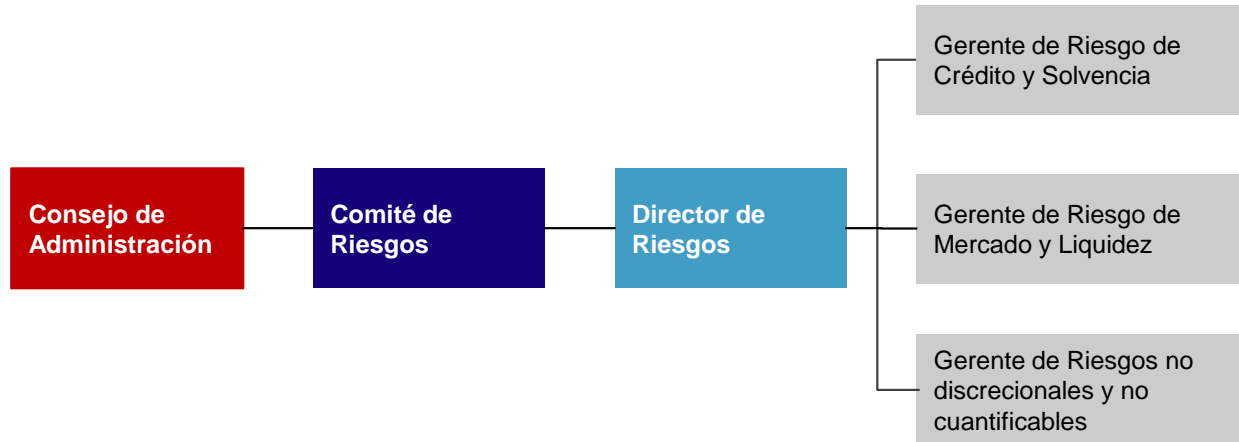 Gerente de Riesgo de
Crédito y Solvencia
Consejo de
Administración
Comité de
Riesgos
Director de
Riesgos
Gerente de Riesgo de
Mercado y Liquidez
Gerente de Riesgos no
discrecionales y no
cuantificables